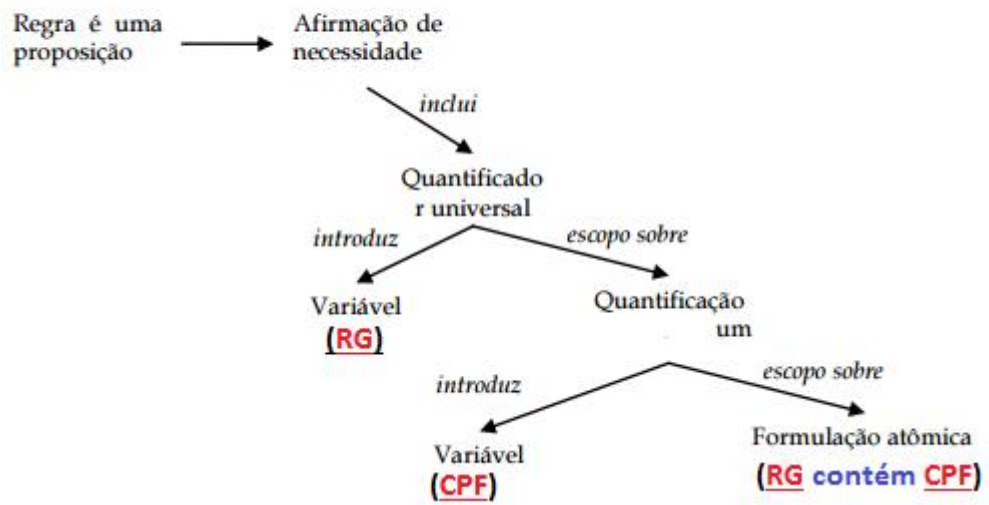 Regra é uma
proposição
Afirmação de
necessidade
inclui
Quantificado
r universal
introduz
escopo sobre
Variável
(RG)
Quantificação
um
introduz
escopo sobre
Variável
(CPF)
Formulação atômica
(RG contém CPF)